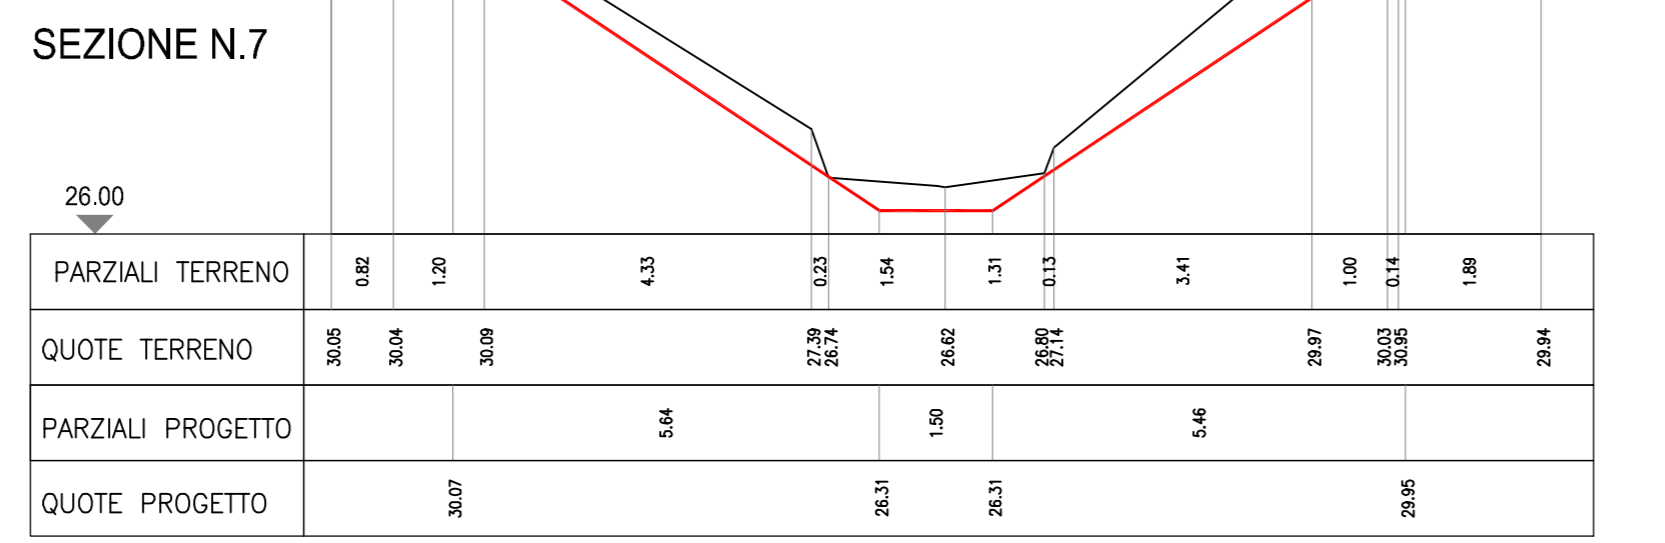 SEZIONE N.7
26.00
PARZIALI TERRENO 0.82 1.20 4.33 0.23 1.54 1.31 0.13 3.41 1.00 0.14 1.89
QUOTE TERRENO 30.05 30.04 30.09 27.39 26.74 26.62 26.80 27.14 29.97 30.03 30.95 29.94
PARZIALI PROGETTO 5.64 1.50 5.46
QUOTE PROGETTO 30.07 26.31 26.31 29.95